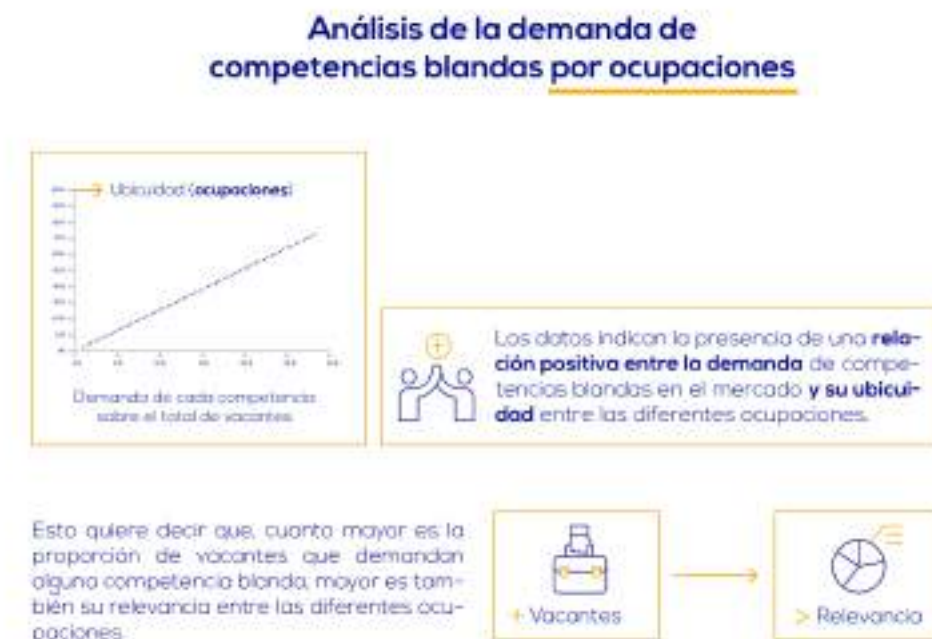 Análisis de la demanda de
competencias blandas por ocupaciones
Ubicuidad (ocupaciones)
Demanda de cada competencia
sobre el total de vacantes
Los datos indican la presencia de una rela-
ción positiva entre la demanda de compe-
tencias blandas en el mercado y su ubicui-
dad entre las diferentes ocupaciones.
Esto quiere decir que, cuanto mayor es la
proporción de vacantes que demandan
alguna competencia blanda, mayor es tam-
bién su relevancia entre las diferentes ocu-
paciones.
+ Vacantes
> Relevancia